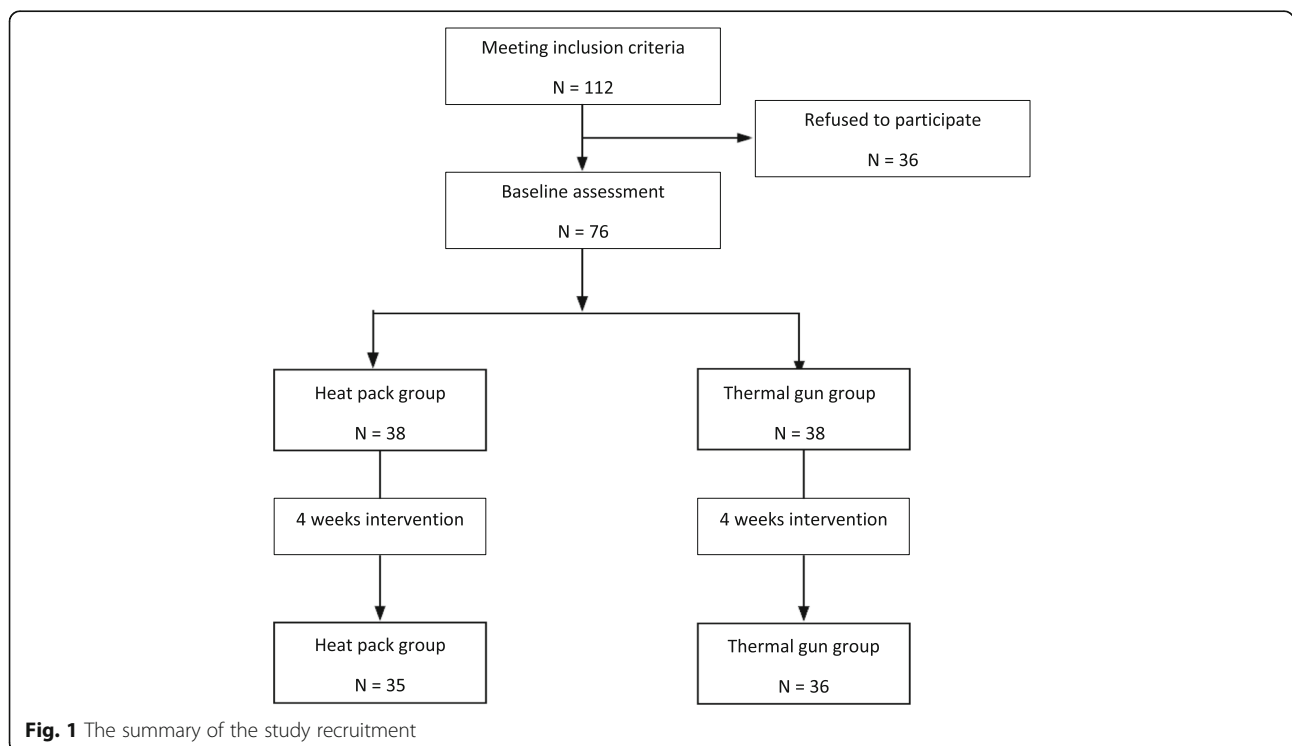 Meeting inclusion criteria
N = 112
Refused to participate
N = 36
Baseline assessment
N = 76
Heat pack group
N = 38
Thermal gun group
N = 38
4 weeks intervention
4 weeks intervention
Heat pack group
N = 35
Thermal gun group
N = 36
Fig. 1 The summary of the study recruitment